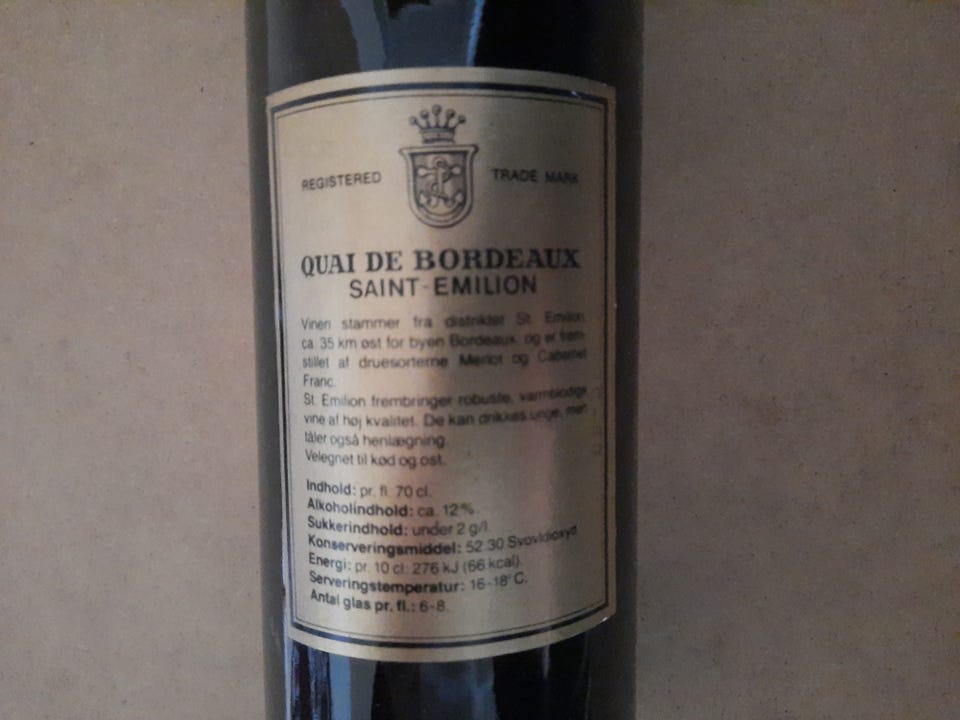 REGISTERED TRADE MARK
QUAI DE BORDEAUX
SAINT-EMILION
Vinen stammer fra distriktet St. Emilion,
ca. 35 km øst for byen Bordeaux, og er frem-
stillet af druesorterne Merlot og Cabernet
Franc.
St. Emilion frembringer robuste, varmblodige
vine af høj kvalitet. De kan drikkes unge, men
tåler også henlægning.
Velegnet til kød og ost.
Indhold: pr. fl. 70 cl.
Alkoholindhold: ca. 12%.
Sukkerindhold: under 2 g/l.
Konserveringsmiddel: 52.30 Svovldioxyd
Energi: pr. 10 cl: 276 kJ (66 kcal).
Serveringstemperatur: 16-18°C.
Antal glas pr. fl.: 6-8.